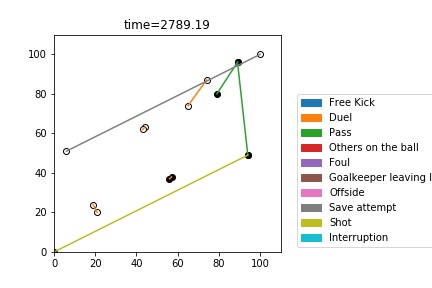 time=2789.19
100
80
60
40
20
0
0 20 40 60 80 100
Free Kick
Duel
Pass
Others on the ball
Foul
Goalkeeper leaving l
Offside
Save attempt
Shot
Interruption